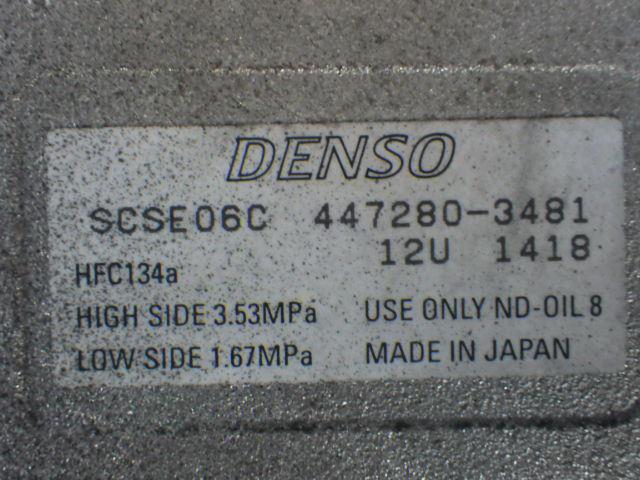 DENSO
SCSE06C 447280-3481
12U 1418
HFC134a
HIGH SIDE 3.53MPa USE ONLY ND-OIL 8
LOW SIDE 1.67MPa MADE IN JAPAN